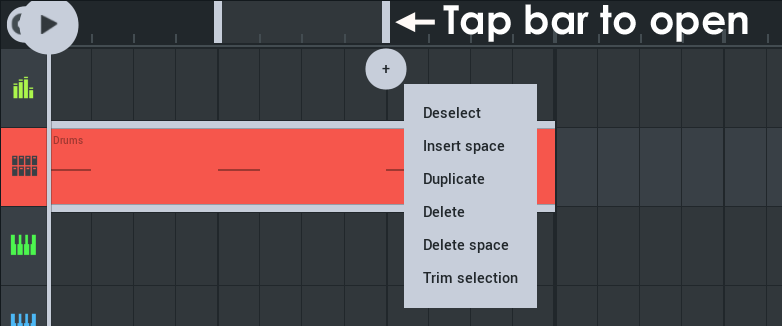 Tap bar to open
+
Deselect
Drums
Insert space
Duplicate
Delete
Delete space
Trim selection